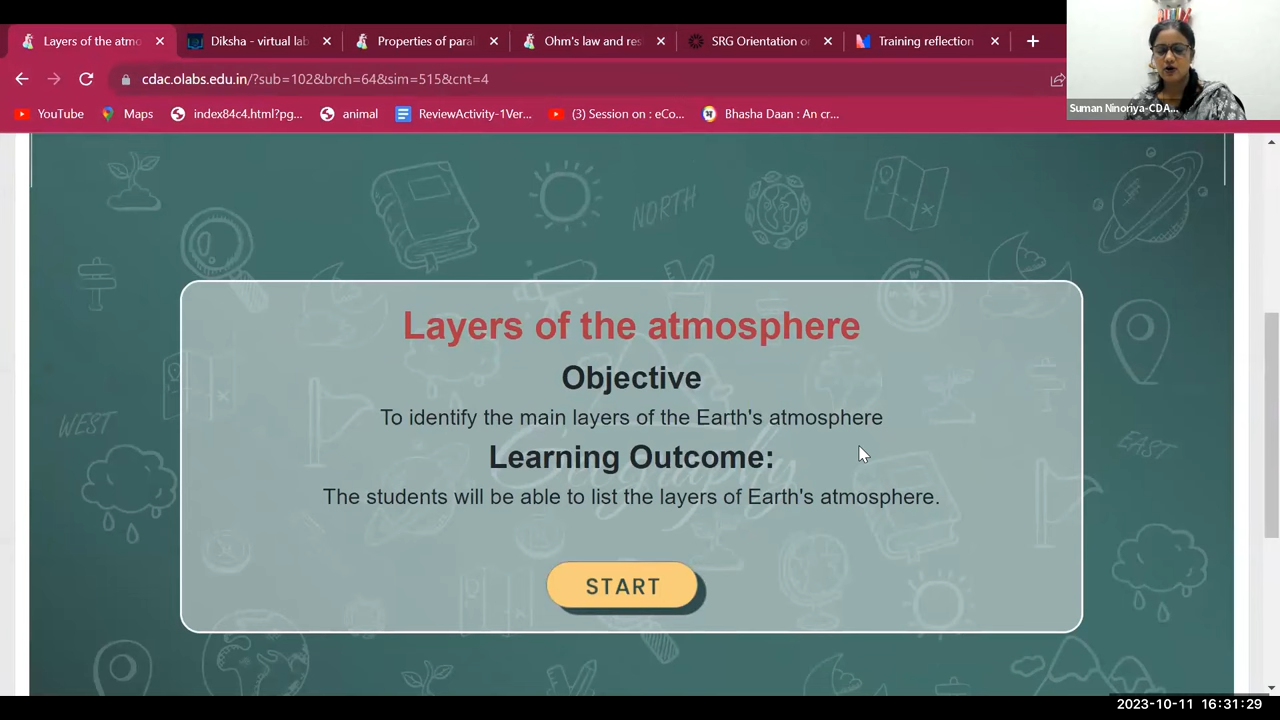 Layers of the atmo
Diksha - virtual lab
Properties of paral
Ohm's law and res
SRG Orientation or
Training reflection
cdac.olabs.edu.in/?sub=102&brch=64&sim=515&cnt=4
YouTube
Maps
index84c4.html?pg...
animal
ReviewActivity-1Ver...
(3) Session on : eCo...
Bhasha Daan : An cr...
Suman Ninoriya-CDA...
NORTH
WEST
EAST
Layers of the atmosphere
Objective
To identify the main layers of the Earth's atmosphere
Learning Outcome:
Geography
The students will be able to list the layers of Earth's atmosphere.
START
2023-10-11 16:31:29